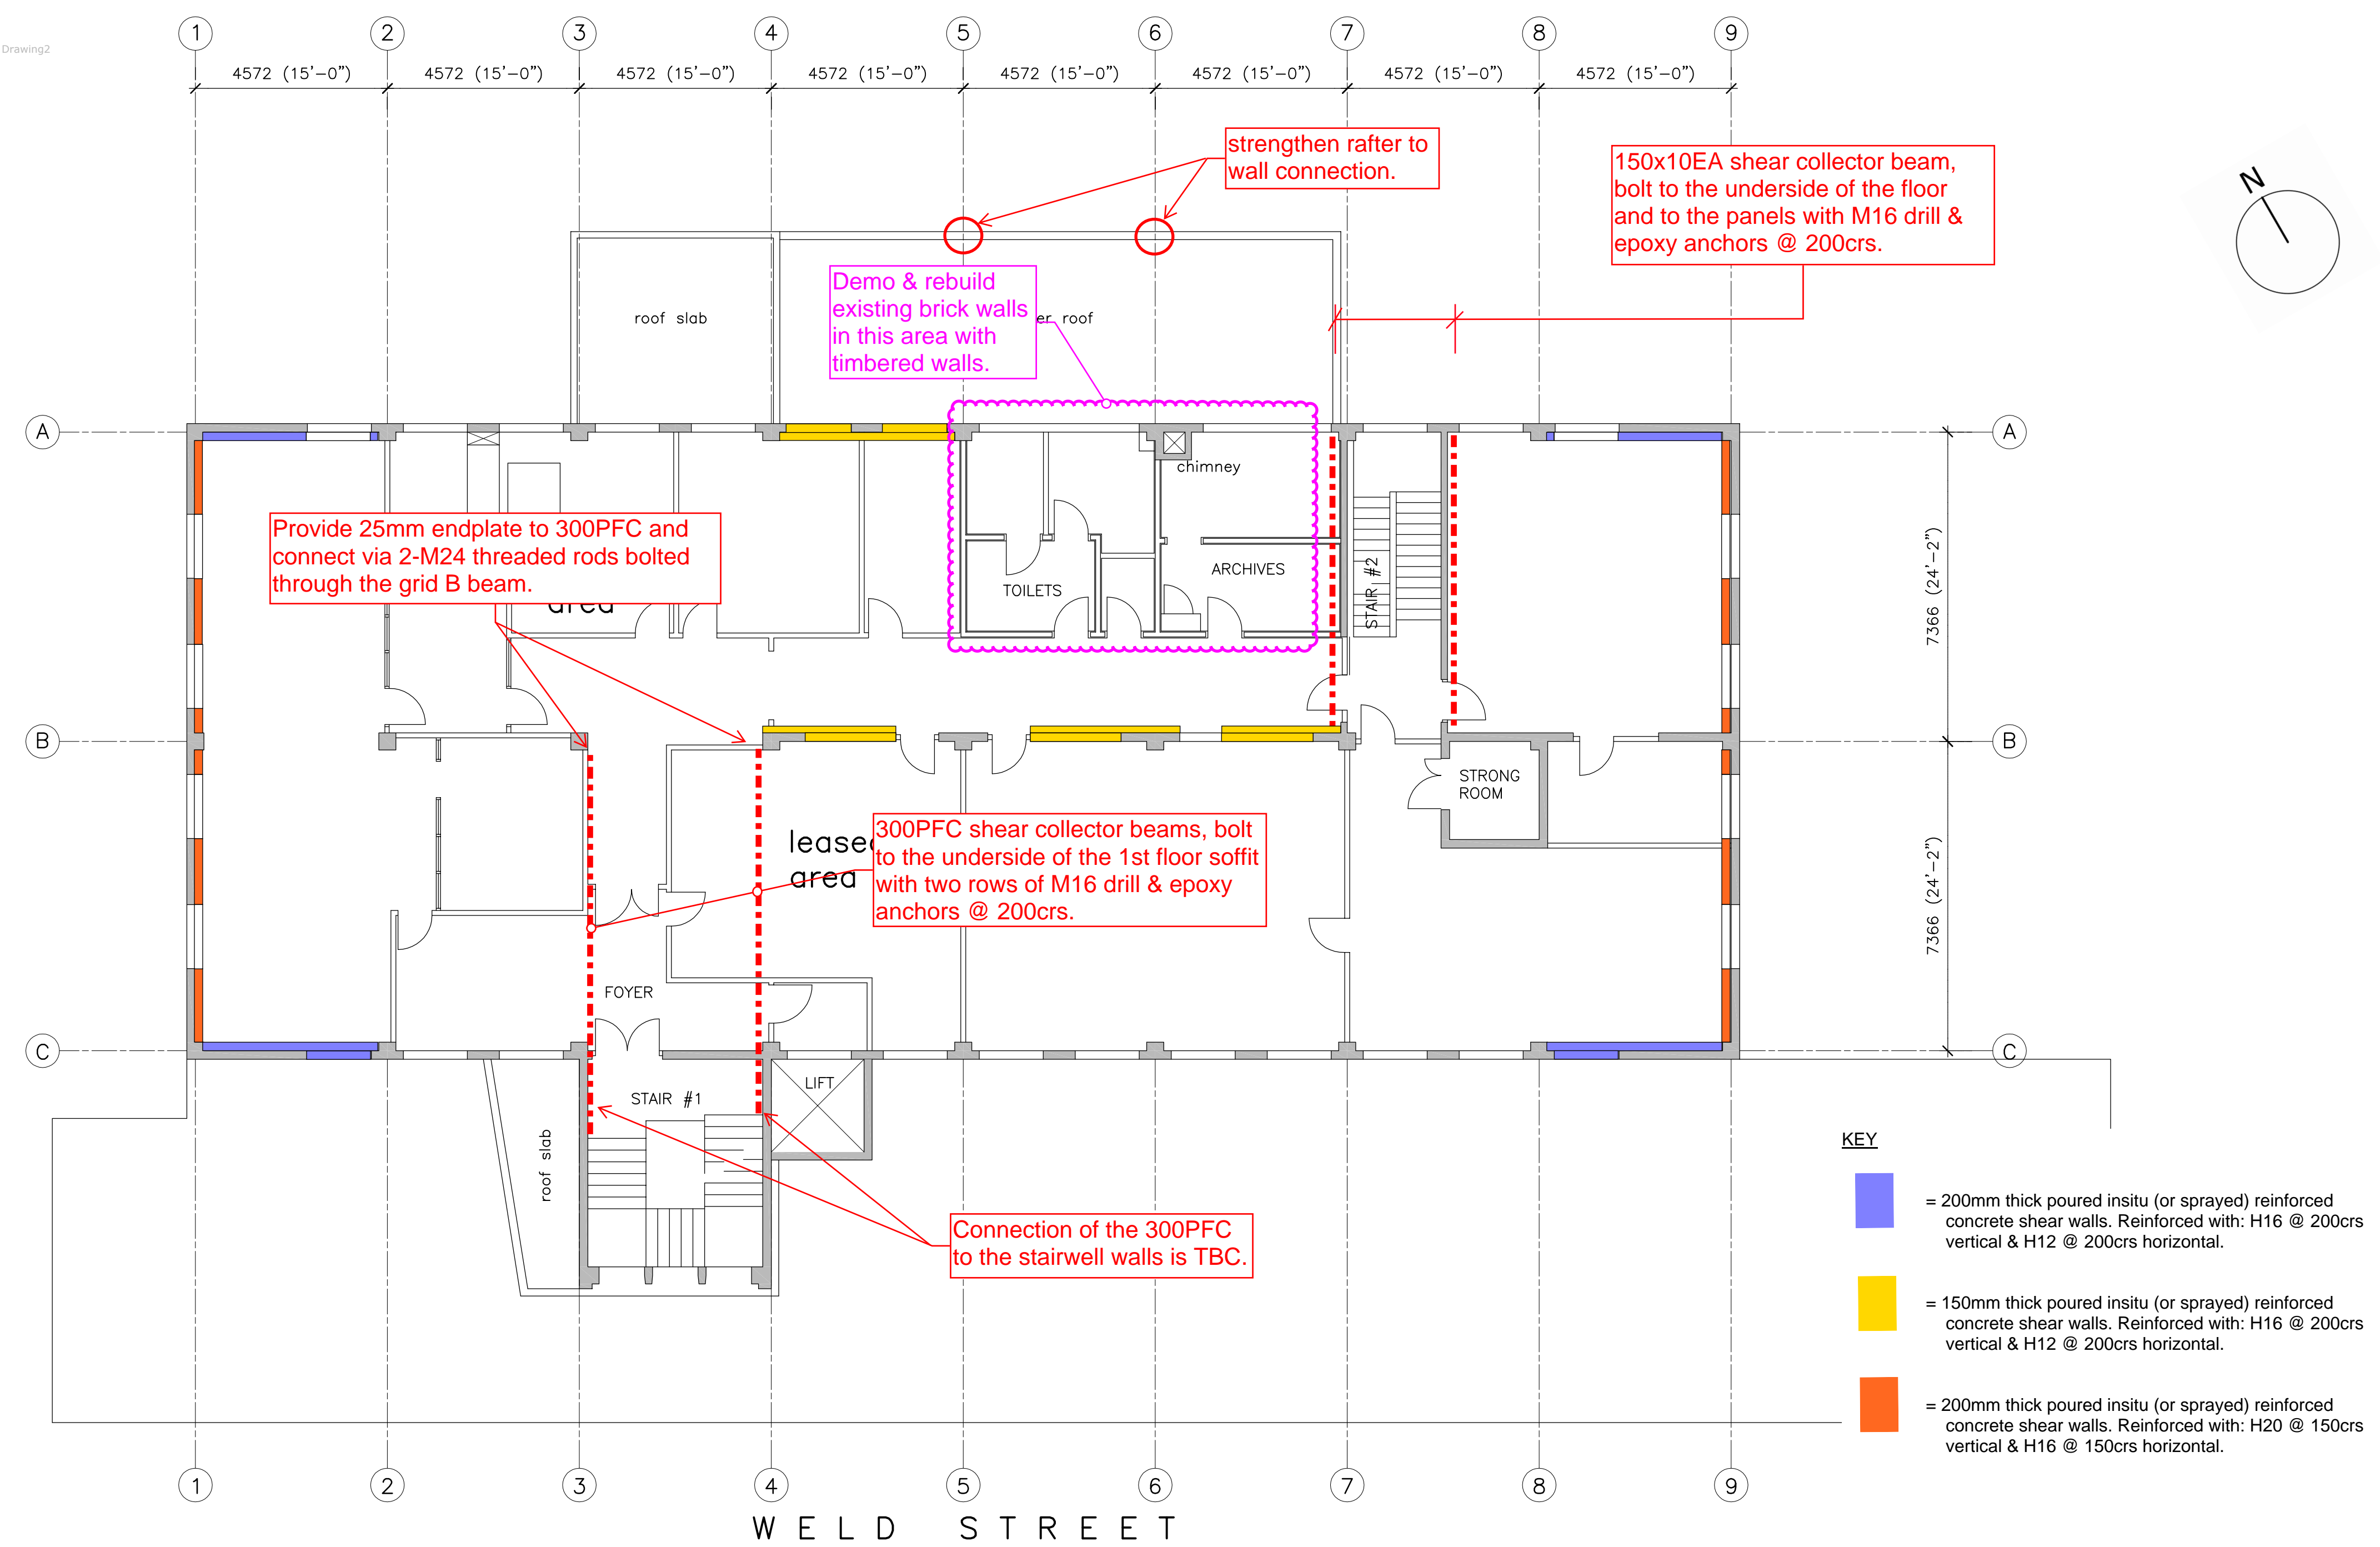 Drawing2
1 2 3 4 5 6 7 8 9
4572 (15'-0") 4572 (15'-0") 4572 (15'-0") 4572 (15'-0") 4572 (15'-0") 4572 (15'-0") 4572 (15'-0") 4572 (15'-0")
strengthen rafter to
wall connection.
150x10EA shear collector beam,
bolt to the underside of the floor
and to the panels with M16 drill &
epoxy anchors @ 200crs.
N
Demo & rebuild
existing brick walls
in this area with
timbered walls.
roof slab
er roof
A
A
chimney
Provide 25mm endplate to 300PFC and
connect via 2-M24 threaded rods bolted
through the grid B beam.
area
TOILETS
ARCHIVES
STAIR #2
7366 (24'-2")
B
B
STRONG
ROOM
leased
area
300PFC shear collector beams, bolt
to the underside of the 1st floor soffit
with two rows of M16 drill & epoxy
anchors @ 200crs.
7366 (24'-2")
FOYER
C
C
LIFT
STAIR #1
roof slab
Connection of the 300PFC
to the stairwell walls is TBC.
KEY
= 200mm thick poured insitu (or sprayed) reinforced
concrete shear walls. Reinforced with: H16 @ 200crs
vertical & H12 @ 200crs horizontal.
= 150mm thick poured insitu (or sprayed) reinforced
concrete shear walls. Reinforced with: H16 @ 200crs
vertical & H12 @ 200crs horizontal.
= 200mm thick poured insitu (or sprayed) reinforced
concrete shear walls. Reinforced with: H20 @ 150crs
vertical & H16 @ 150crs horizontal.
1 2 3 4 5 6 7 8 9
WELD STREET